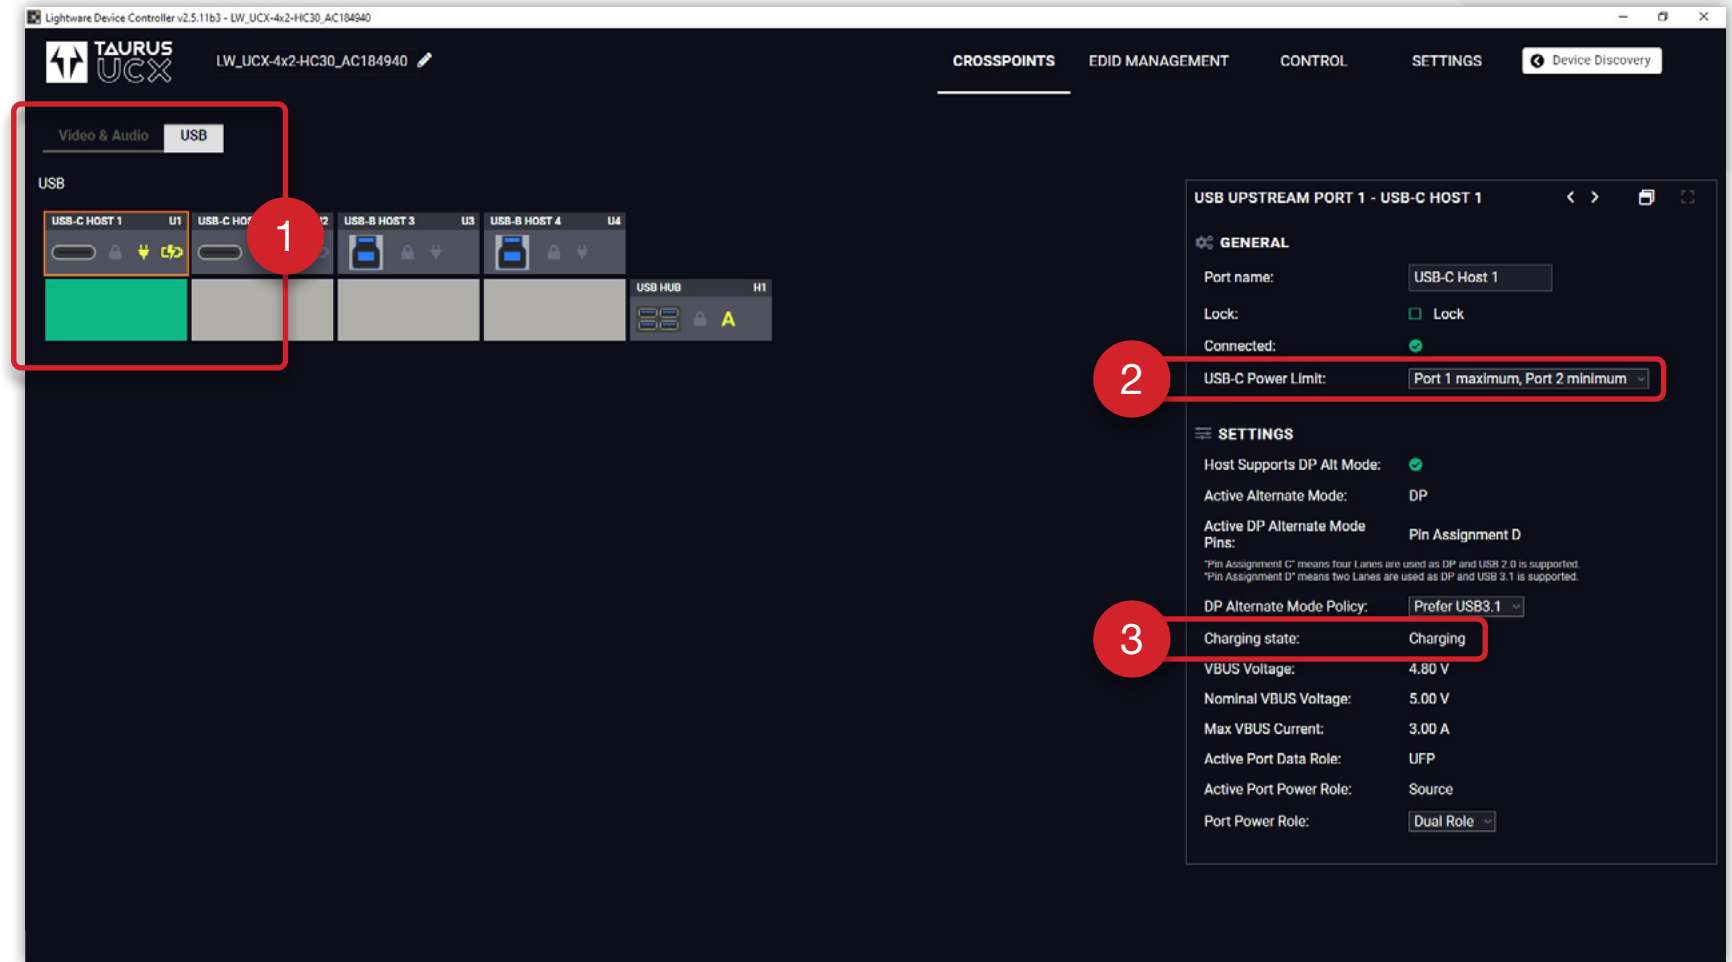 Lightware Device Controller v2.5.11b3 - LW_UCX-4x2-HC30_AC184940
TAURUS
UCX
LW_UCX-4x2-HC30_AC184940
CROSSPOINTS
EDID MANAGEMENT
CONTROL
SETTINGS
Device Discovery
Video & Audio
USB
USB
USB-C HOST 1 U1
USB-C HO 2
USB-B HOST 3 U3
USB-B HOST 4 U4
1
USB HUB H1
A
USB UPSTREAM PORT 1 - USB-C HOST 1
GENERAL
Port name: USB-C Host 1
Lock: Lock
Connected:
2
USB-C Power Limit: Port 1 maximum, Port 2 minimum
SETTINGS
Host Supports DP Alt Mode:
Active Alternate Mode: DP
Active DP Alternate Mode
Pins: Pin Assignment D
"Pin Assignment C" means four Lanes are used as DP and USB 2.0 is supported.
"Pin Assignment D" means two Lanes are used as DP and USB 3.1 is supported.
DP Alternate Mode Policy: Prefer USB3.1
3
Charging state: Charging
VBUS Voltage: 4.80 V
Nominal VBUS Voltage: 5.00 V
Max VBUS Current: 3.00 A
Active Port Data Role: UFP
Active Port Power Role: Source
Port Power Role: Dual Role